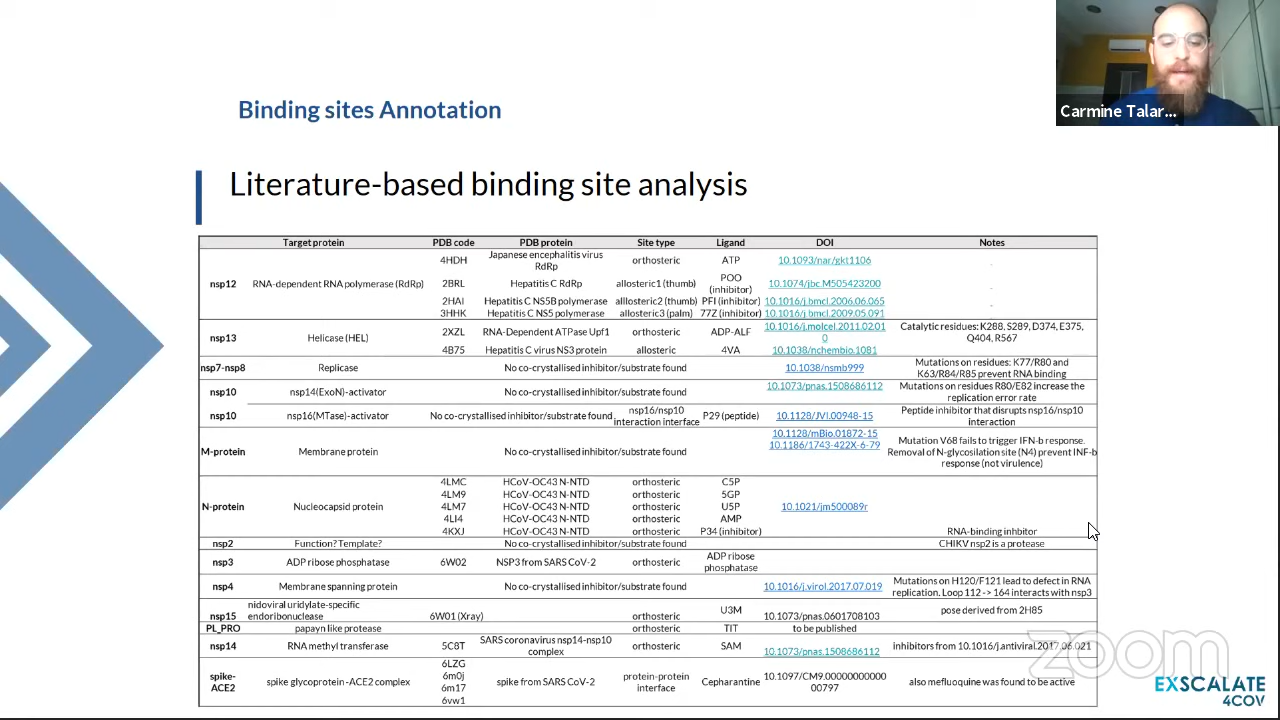 Carmine Talar...
Binding sites Annotation
Literature-based binding site analysis
Target protein PDB code PDB protein Site type Ligand DOI Notes
nsp12 RNA-dependent RNA polymerase (RdRp)
4HDH Japanese encephalitis virus RdRp orthosteric ATP 10.1093/nar/gkt1106 -
2BRL Hepatitis C RdRp allosteric1 (thumb) POO (inhibitor) 10.1074/jbc.M505423200 -
2HAI Hepatitis C NS5B polymerase alllosteric2 (thumb) PFI (inhibitor) 10.1016/j.bmcl.2006.06.065 -
3HHK Hepatitis C NS5 polymerase allosteric3 (palm) 77Z (inhibitor) 10.1016/j.bmcl.2009.05.091
nsp13 Helicase (HEL)
2XZL RNA-Dependent ATPase Upf1 orthosteric ADP-ALF 10.1016/j.molcel.2011.02.010 Catalytic residues: K288, S289, D374, E375, Q404, R567
4B75 Hepatitis C virus NS3 protein allosteric 4VA 10.1038/nchembio.1081
nsp7-nsp8 Replicase No co-crystallised inhibitor/substrate found 10.1038/nsmb999 Mutations on residues: K77/R80 and K63/R84/R85 prevent RNA binding
nsp10 nsp14(ExoN)-activator No co-crystallised inhibitor/substrate found 10.1073/pnas.1508686112 Mutations on residues R80/E82 increase the replication error rate
nsp10 nsp16(MTase)-activator No co-crystallised inhibitor/substrate found nsp16/nsp10 interaction interface P29 (peptide) 10.1128/JVI.00948-15 Peptide inhibitor that disrupts nsp16/nsp10 interaction
M-protein Membrane protein No co-crystallised inhibitor/substrate found 10.1128/mBio.01872-15 10.1186/1743-422X-6-79 Mutation V68 fails to trigger IFN-b response. Removal of N-glycosilation site (N4) prevent INF-b response (not virulence)
N-protein Nucleocapsid protein
4LMC HCoV-OC43 N-NTD orthosteric C5P
4LM9 HCoV-OC43 N-NTD orthosteric 5GP
4LM7 HCoV-OC43 N-NTD orthosteric U5P 10.1021/jm500089r
4LI4 HCoV-OC43 N-NTD orthosteric AMP
4KXJ HCoV-OC43 N-NTD orthosteric P34 (inhibitor) RNA-binding inhbitor
nsp2 Function? Template? No co-crystallised inhibitor/substrate found CHIKV nsp2 is a protease
nsp3 ADP ribose phosphatase 6W02 NSP3 from SARS CoV-2 orthosteric ADP ribose phosphatase
nsp4 Membrane spanning protein No co-crystallised inhibitor/substrate found 10.1016/j.virol.2017.07.019 Mutations on H120/F121 lead to defect in RNA replication. Loop 112 -> 164 interacts with nsp3
nsp15 nidoviral uridylate-specific endoribonuclease 6W01 (Xray) orthosteric U3M 10.1073/pnas.0601708103 pose derived from 2H85
PL_PRO papayn like protease orthosteric TIT to be published
nsp14 RNA methyl transferase 5C8T SARS coronavirus nsp14-nsp10 complex orthosteric SAM 10.1073/pnas.1508686112 inhibitors from 10.1016/j.antiviral.2017.06.021
spike-ACE2 spike glycoprotein-ACE2 complex 6LZG 6m0j 6m17 6vw1 spike from SARS CoV-2 protein-protein interface Cepharantine 10.1097/CM9.0000000000000797 also mefluoquine was found to be active
zoom
EXSCALATE
4COV